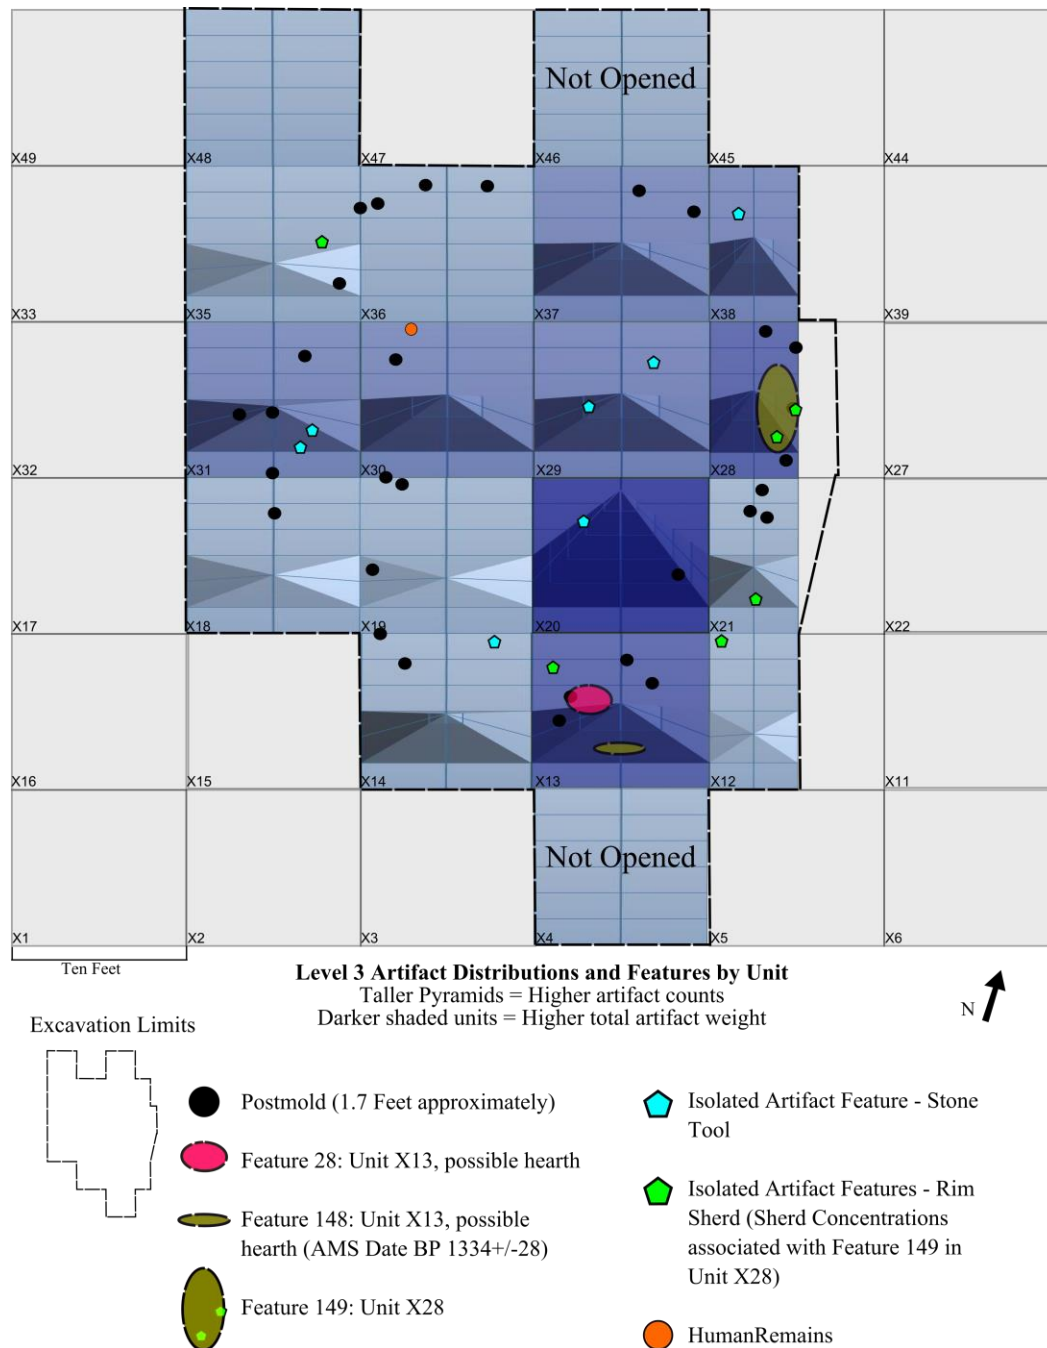 Not Opened
X49 X48 X47 X46 X45 X44
X33 X35 X36 X37 X38 X39
X32 X31 X30 X29 X28 X27
X17 X18 X19 X20 X21 X22
X16 X15 X14 X13 X12 X11
Not Opened
X1 X2 X3 X4 X5 X6
Ten Feet
Level 3 Artifact Distributions and Features by Unit
Taller Pyramids = Higher artifact counts
Darker shaded units = Higher total artifact weight
N
Excavation Limits
Postmold (1.7 Feet approximately)
Feature 28: Unit X13, possible hearth
Feature 148: Unit X13, possible
hearth (AMS Date BP 1334+/-28)
Feature 149: Unit X28
Isolated Artifact Feature - Stone
Tool
Isolated Artifact Features - Rim
Sherd (Sherd Concentrations
associated with Feature 149 in
Unit X28)
HumanRemains